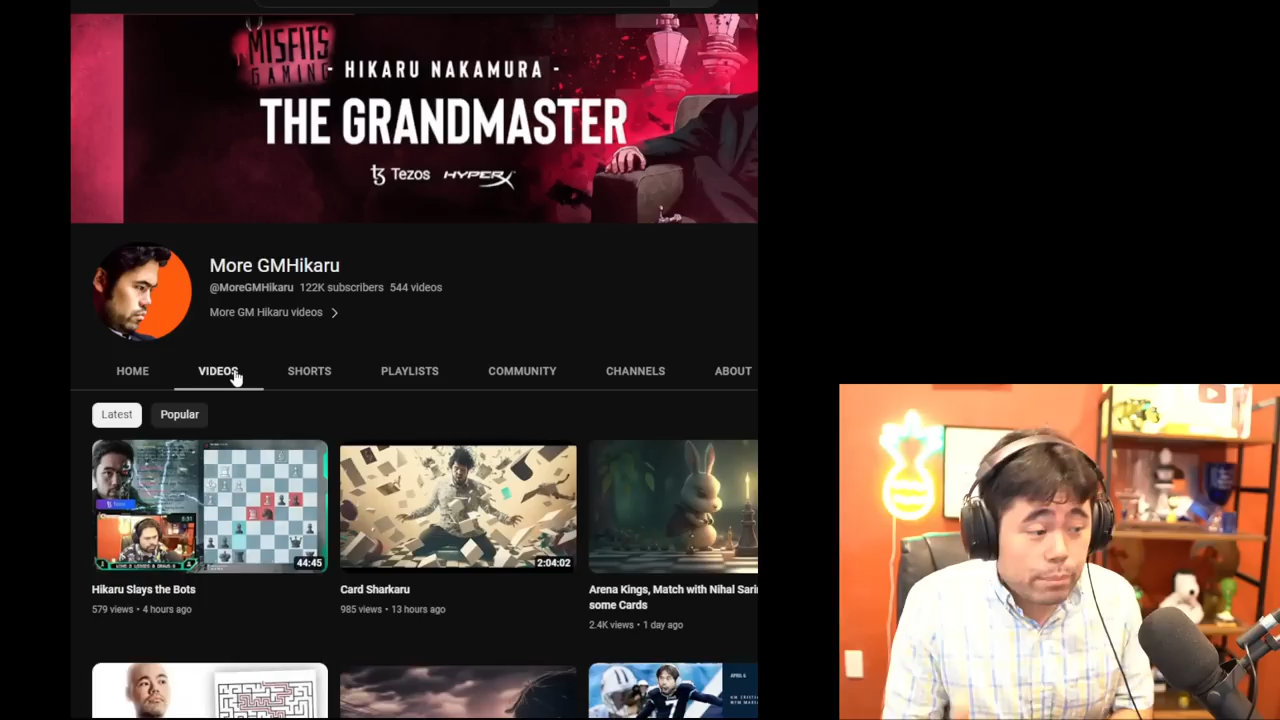 MISFITS
GAMING
- HIKARU NAKAMURA -
THE GRANDMASTER
Tezos HYPERX
More GMHikaru
@MoreGMHikaru 122K subscribers 544 videos
More GM Hikaru videos
HOME VIDEOS SHORTS PLAYLISTS COMMUNITY CHANNELS ABOUT
Latest Popular
44:45
2:04:02
Hikaru Slays the Bots
579 views • 4 hours ago
Card Sharkaru
985 views • 13 hours ago
Arena Kings, Match with Nihal Sari
some Cards
2.4K views • 1 day ago
7